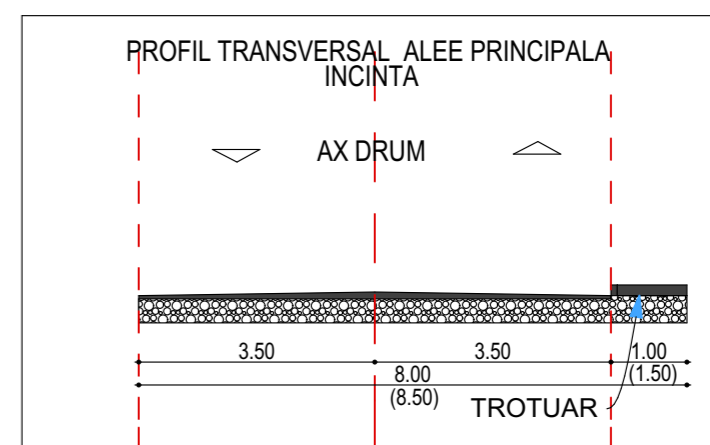 PROFIL TRANSVERSAL ALEE PRINCIPALA
INCINTA
AX DRUM
3.50 3.50 1.00
(1.50)
8.00
(8.50)
TROTUAR